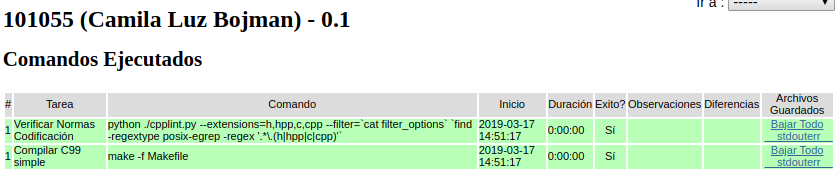 Ir a : -----
101055 (Camila Luz Bojman) - 0.1
Comandos Ejecutados
# Tarea Comando Inicio Duración Exito? Observaciones Diferencias Archivos Guardados
1 Verificar Normas Codificación python ./cpplint.py --extensions=h,hpp,c,cpp --filter=`cat filter_options` `find -regextype posix-egrep -regex '.*\.(h|hpp|c|cpp)'` 2019-03-17 14:51:17 0:00:00 Sí Bajar Todo stdouterr
1 Compilar C99 simple make -f Makefile 2019-03-17 14:51:17 0:00:00 Sí Bajar Todo stdouterr